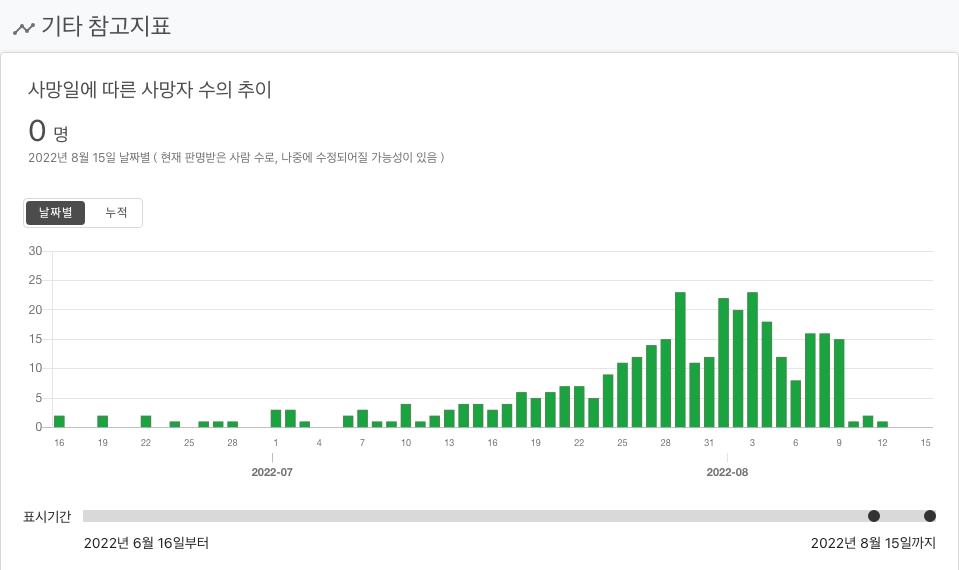 기타 참고지표
사망일에 따른 사망자 수의 추이
0 명
2022년 8월 15일 날짜별 ( 현재 판명받은 사람 수로, 나중에 수정되어질 가능성이 있음 )
날짜별 누적
30
25
20
15
10
5
0
16 19 22 25 28 1 4 7 10 13 16 19 22 25 28 31 3 6 9 12 15
2022-07 2022-08
표시기간
2022년 6월 16일부터 2022년 8월 15일까지